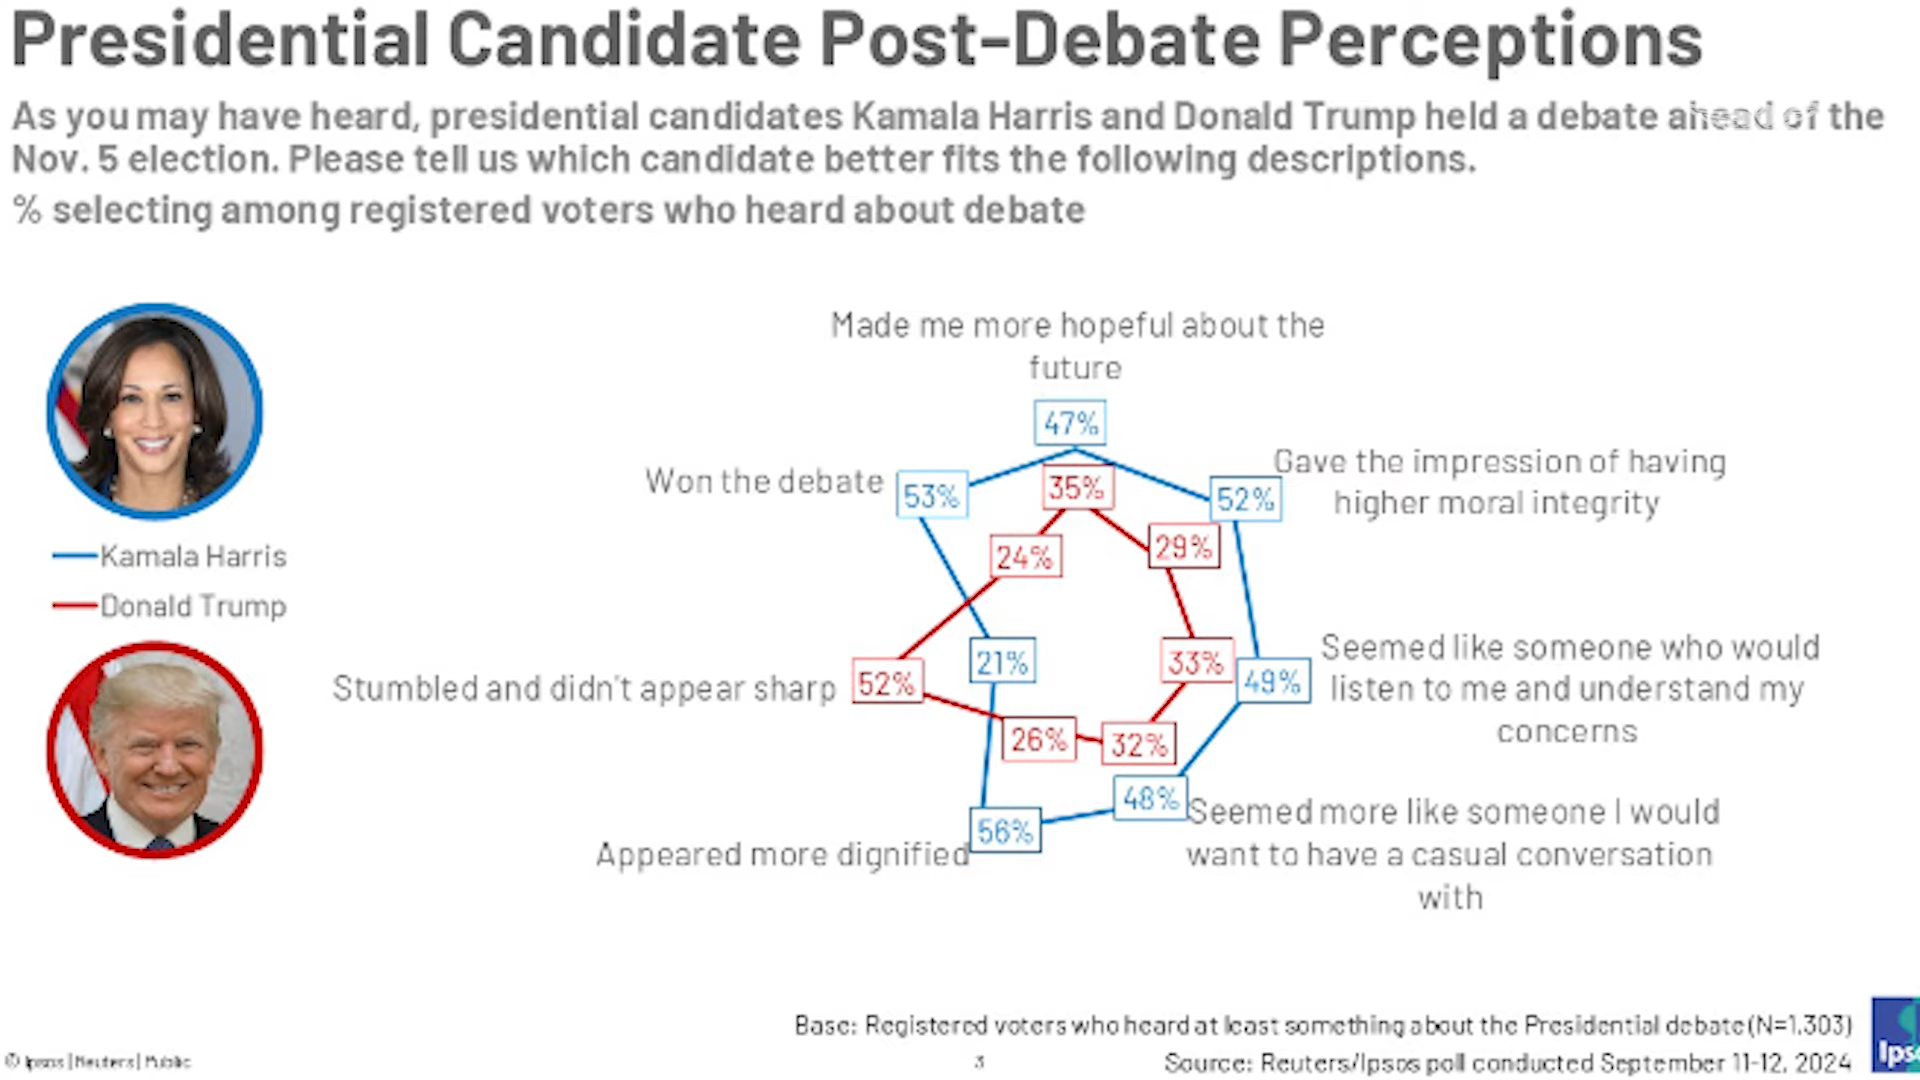 Presidential Candidate Post-Debate Perceptions
As you may have heard, presidential candidates Kamala Harris and Donald Trump held a debate ahead of the
Nov. 5 election. Please tell us which candidate better fits the following descriptions.
% selecting among registered voters who heard about debate
Made me more hopeful about the
future
47%
Gave the impression of having
higher moral integrity
Won the debate
53%
35%
52%
24%
29%
Kamala Harris
Donald Trump
Seemed like someone who would
listen to me and understand my
concerns
21%
33%
49%
Stumbled and didn't appear sharp
52%
26%
32%
48%
Seemed more like someone I would
want to have a casual conversation
with
56%
Appeared more dignified
Base: Registered voters who heard at least something about the Presidential debate (N=1,303)
© Ipsos | Reuters | Public
3
Source: Reuters/Ipsos poll conducted September 11-12, 2024
Ips